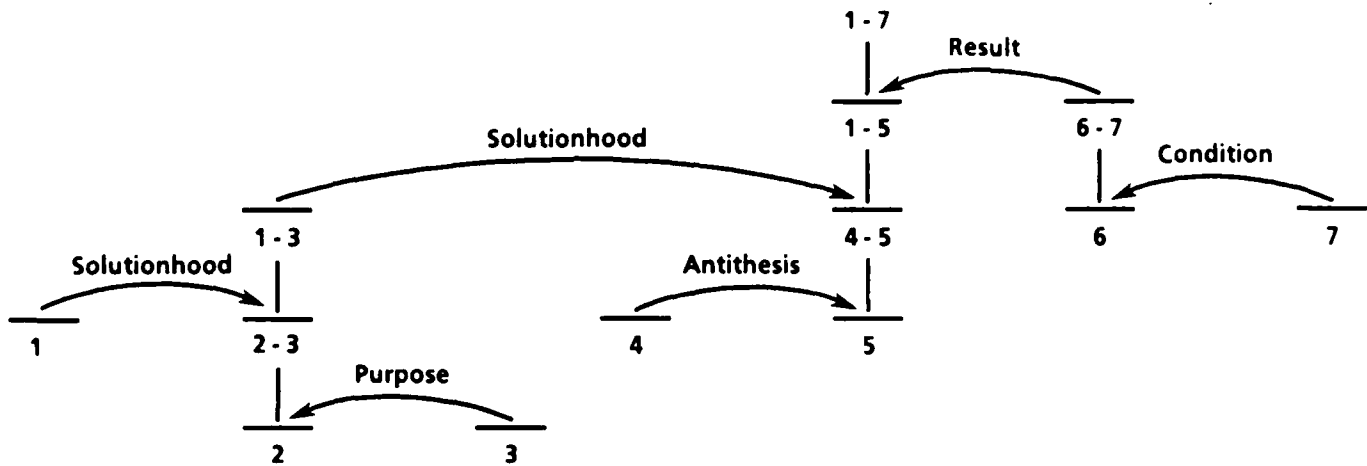 1 - 7
Result
1 - 5
6 - 7
Solutionhood
Condition
1 - 3
4 - 5
6
7
Solutionhood
Antithesis
1
2 - 3
4
5
Purpose
2
3